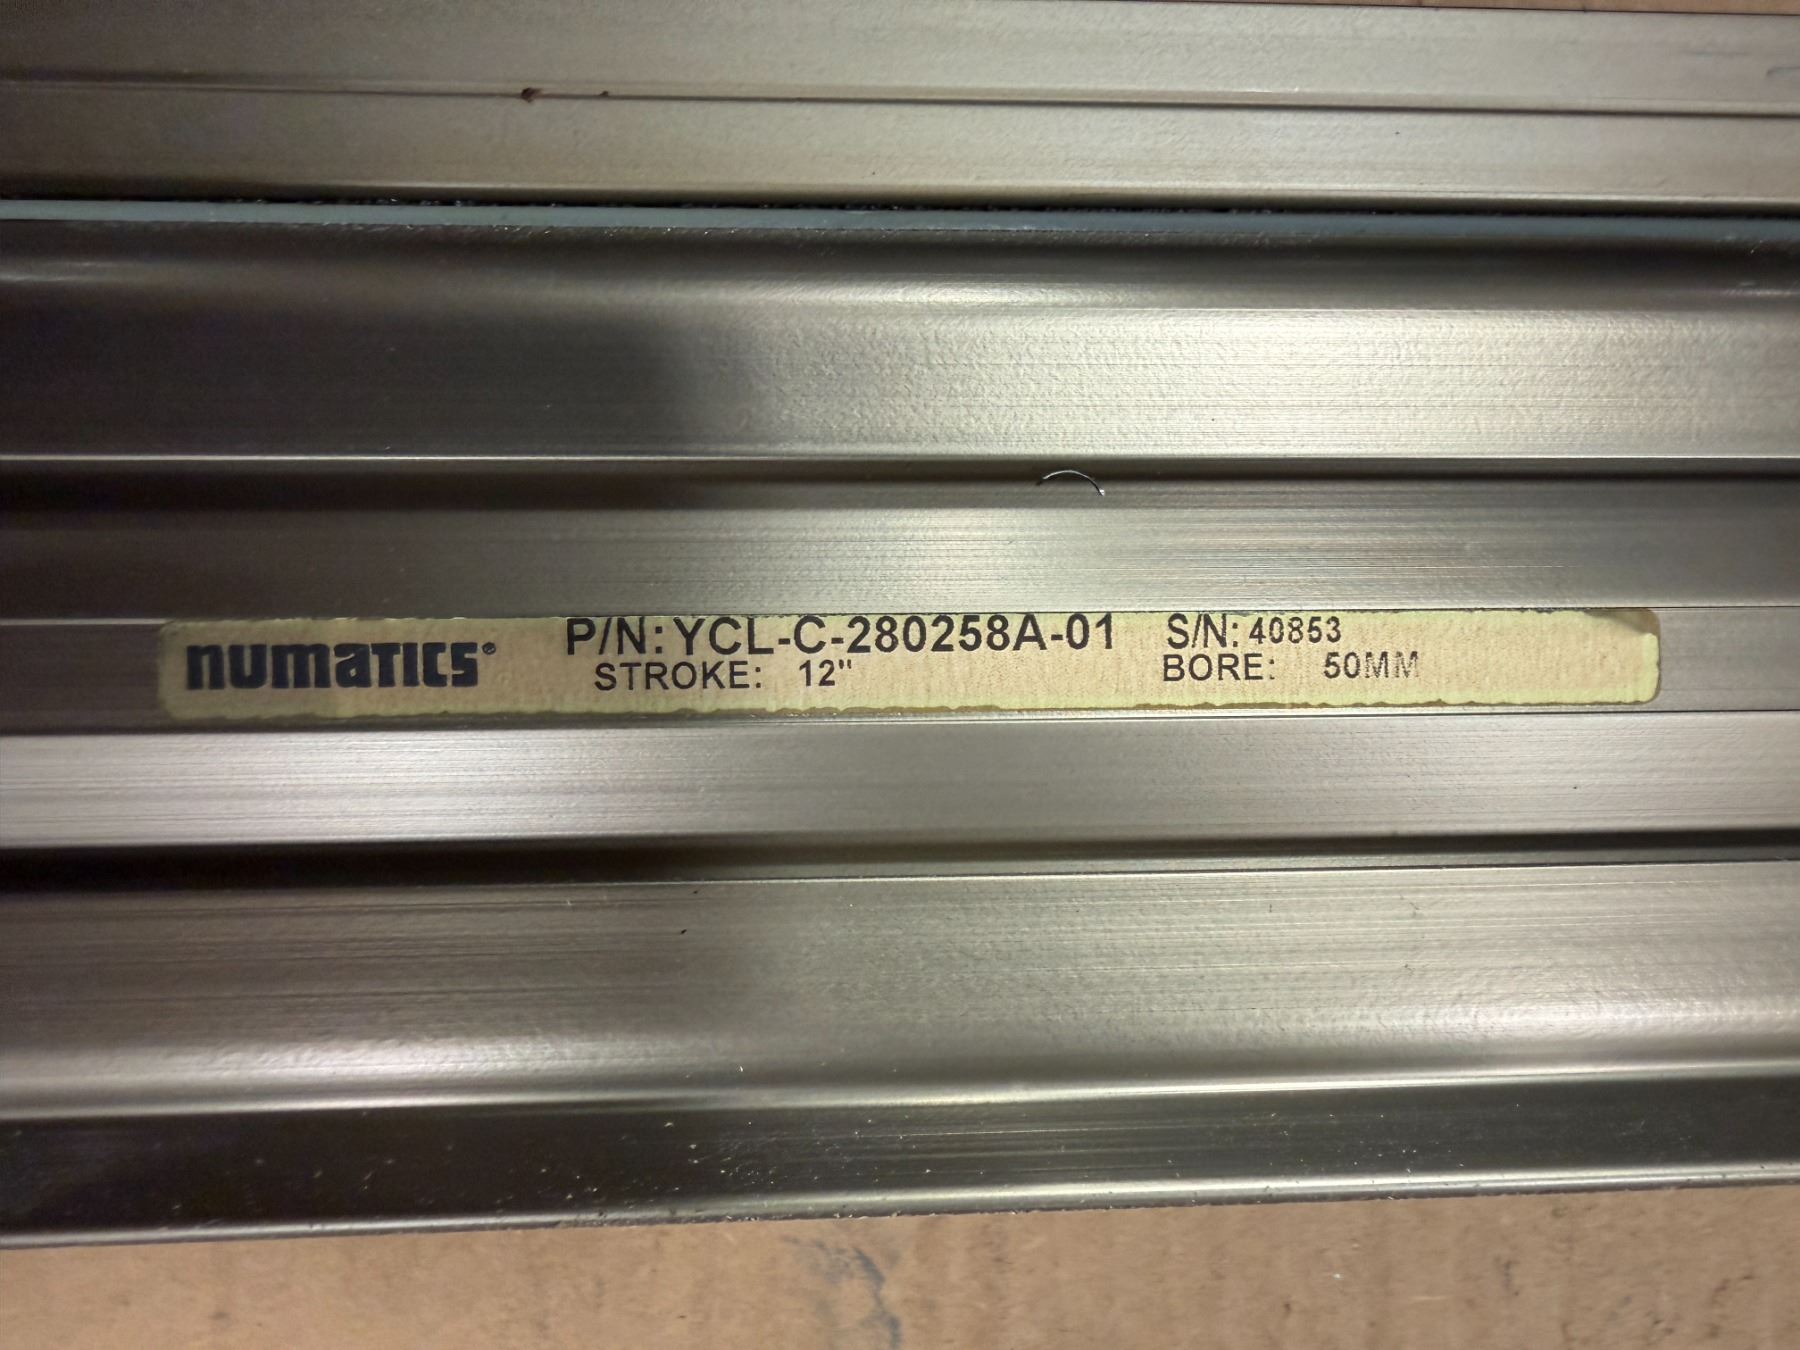 numatics® P/N: YCL-C-280258A-01 S/N: 40853
STROKE: 12" BORE: 50MM